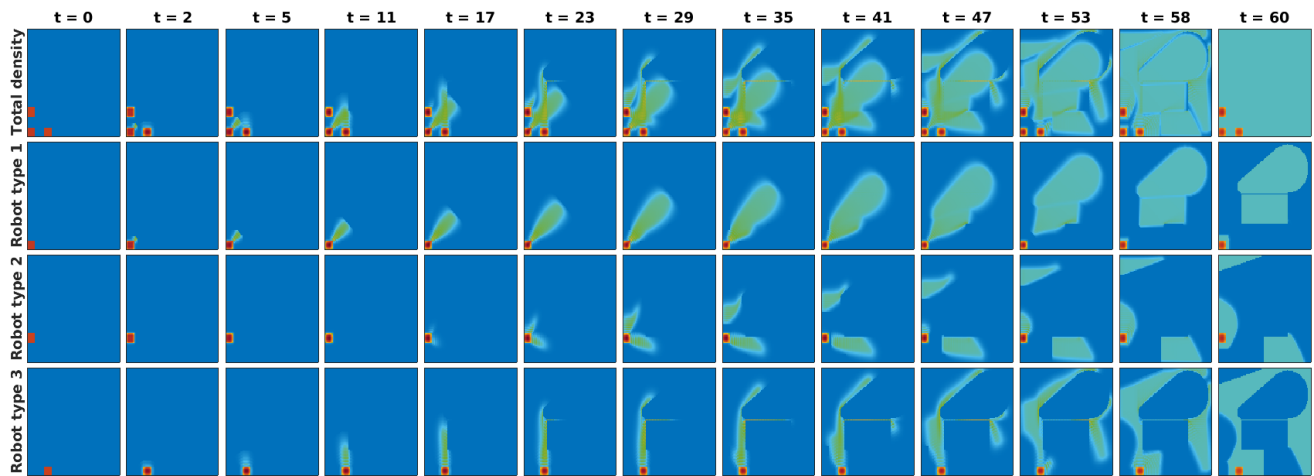 t = 0 t = 2 t = 5 t = 11 t = 17 t = 23 t = 29 t = 35 t = 41 t = 47 t = 53 t = 58 t = 60
Total density
Robot type 1
Robot type 2
Robot type 3